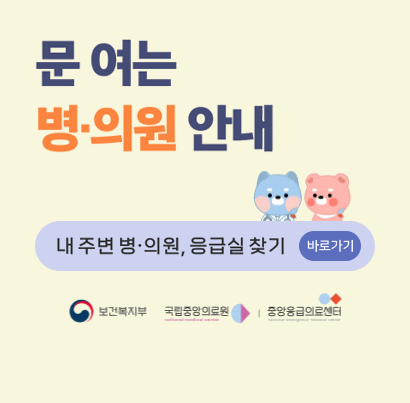 문 여는
병·의원 안내
내 주변 병·의원, 응급실 찾기 바로가기
보건복지부 국립중앙의료원 | 중앙응급의료센터